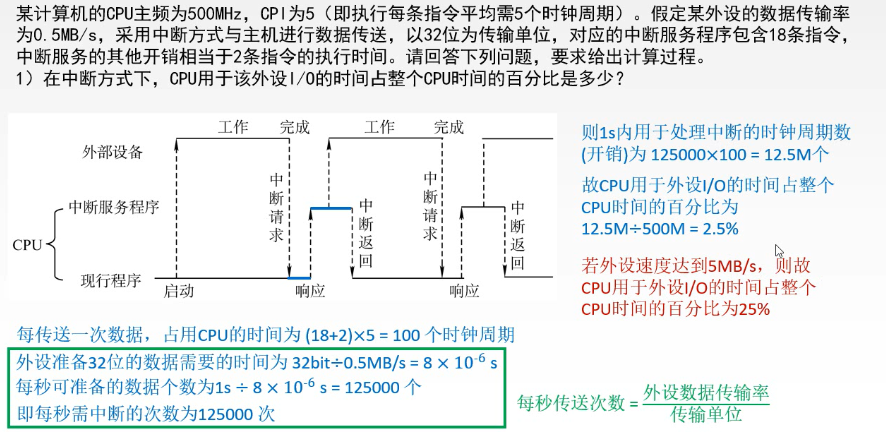 某计算机的CPU主频为500MHz，CPI为5（即执行每条指令平均需5个时钟周期）。假定某外设的数据传输率
为0.5MB/s，采用中断方式与主机进行数据传送，以32位为传输单位，对应的中断服务程序包含18条指令，
中断服务的其他开销相当于2条指令的执行时间。请回答下列问题，要求给出计算过程。
1）在中断方式下，CPU用于该外设I/O的时间占整个CPU时间的百分比是多少？
工作 完成 工作 完成
外部设备
中断请求
中断请求
中断服务程序
中断返回
中断返回
CPU
现行程序
启动 响应 响应
则1s内用于处理中断的时钟周期数
(开销)为 125000×100 = 12.5M个
故CPU用于外设I/O的时间占整个
CPU时间的百分比为
12.5M÷500M = 2.5%
若外设速度达到5MB/s，则故
CPU用于外设I/O的时间占整个
CPU时间的百分比为25%
每传送一次数据，占用CPU的时间为 (18+2)×5 = 100 个时钟周期
外设准备32位的数据需要的时间为 32bit÷0.5MB/s = 8 × 10⁻⁶ s
每秒可准备的数据个数为1s ÷ 8 × 10⁻⁶ s = 125000 个
即每秒需中断的次数为125000 次
每秒传送次数 = 外设数据传输率
传输单位